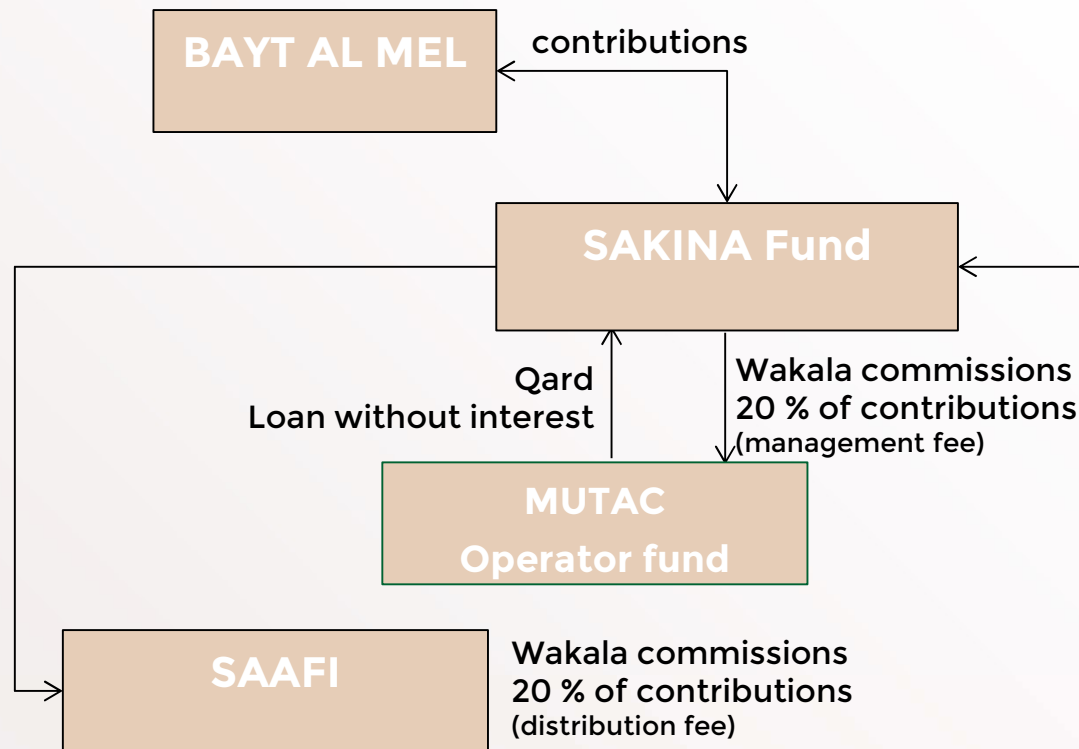 BAYT AL MEL
contributions
SAKINA Fund
Qard
Loan without interest
Wakala commissions
20 % of contributions
(management fee)
MUTAC
Operator fund
SAAFI
Wakala commissions
20 % of contributions
(distribution fee)